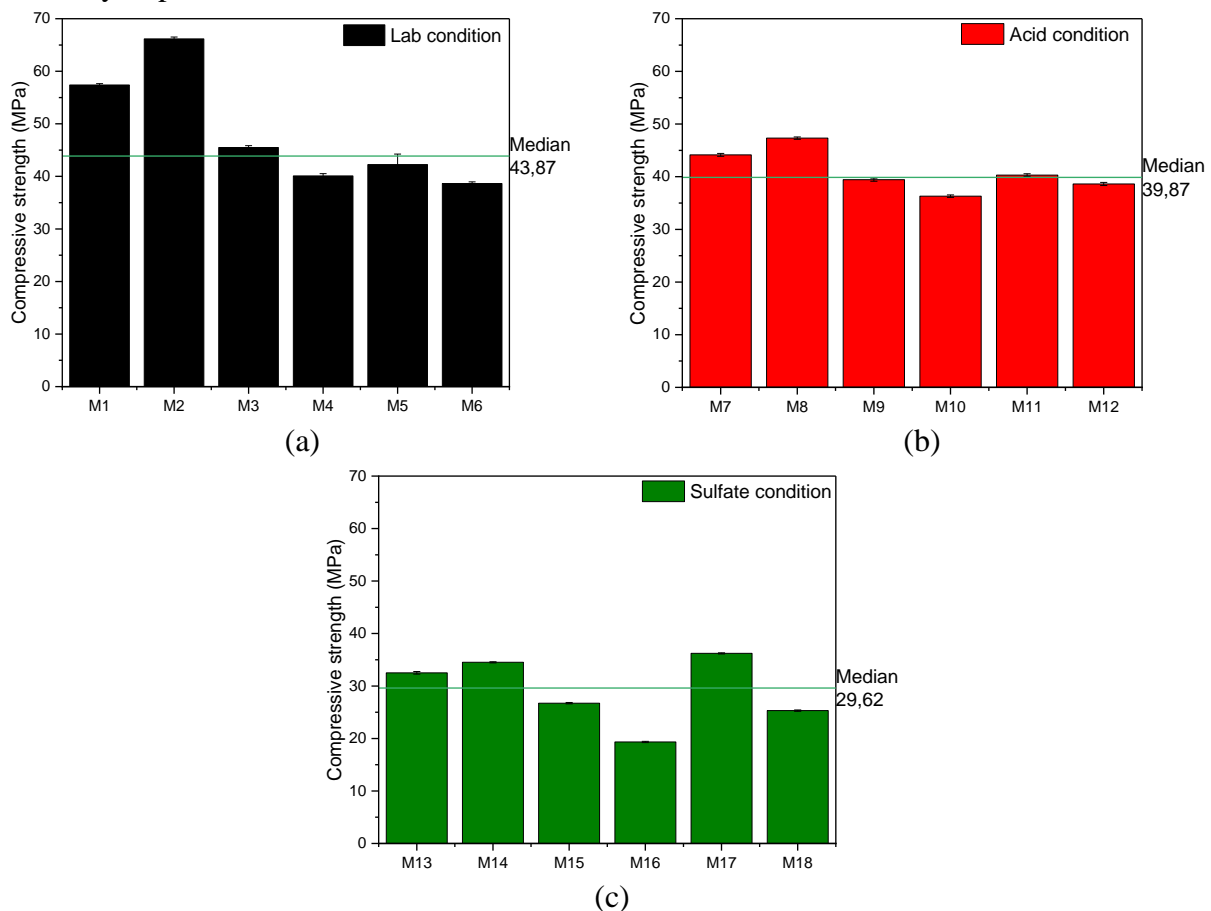 70
60
50
40
30
20
10
0
Compressive strength (MPa)
Lab condition
Median
43,87
M1 M2 M3 M4 M5 M6
(a)
70
60
50
40
30
20
10
0
Compressive strength (MPa)
Acid condition
Median
39,87
M7 M8 M9 M10 M11 M12
(b)
70
60
50
40
30
20
10
0
Compressive strength (MPa)
Sulfate condition
Median
29,62
M13 M14 M15 M16 M17 M18
(c)